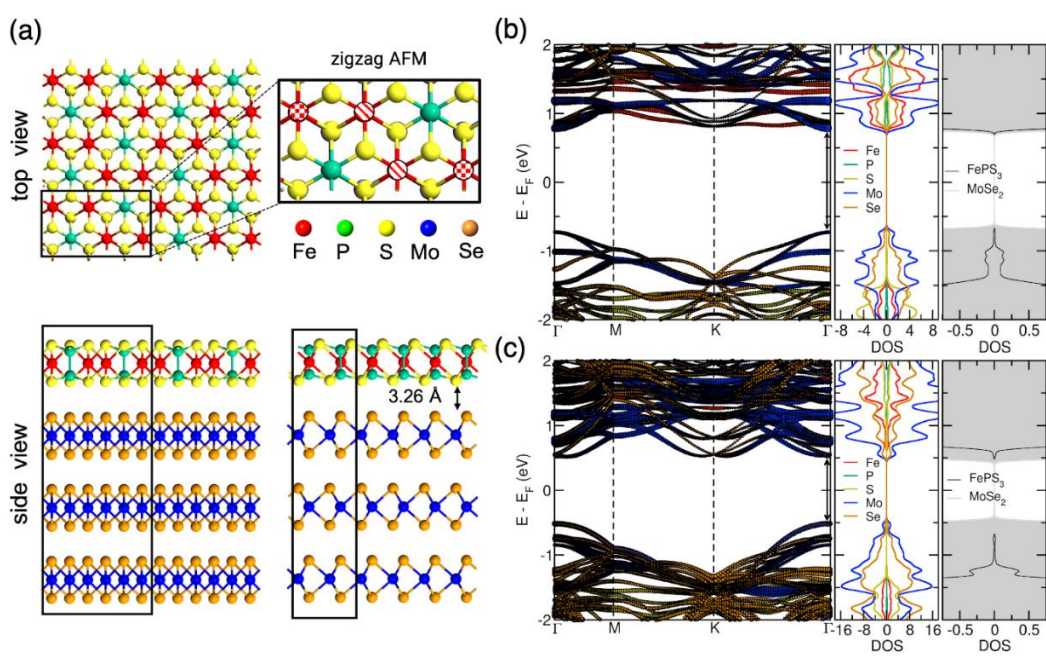 (a)
zigzag AFM
top view
Fe P S Mo Se
side view
3.26 Å
(b)
2
1
0
-1
-2
E - E_F (eV)
Γ M K Γ
Fe
P
S
Mo
Se
-8 -4 0 4 8
DOS
FePS₃
MoSe₂
-0.5 0 0.5
DOS
(c)
2
1
0
-1
-2
E - E_F (eV)
Γ M K Γ
Fe
P
S
Mo
Se
-16 -8 0 8 16
DOS
FePS₃
MoSe₂
-0.5 0 0.5
DOS